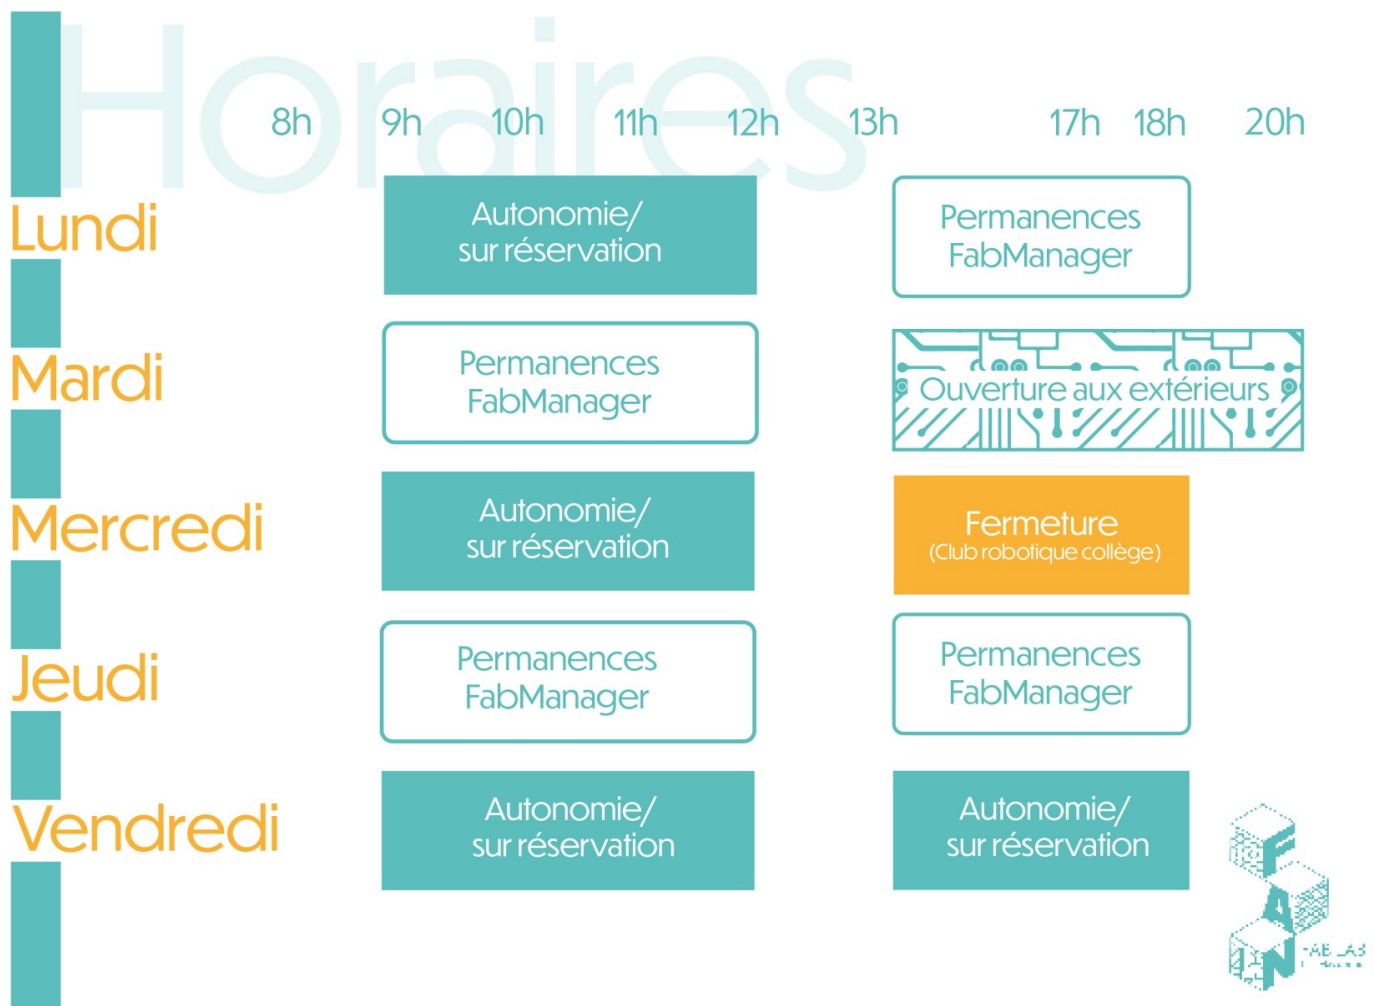 Horaires
8h 9h 10h 11h 12h 13h 17h 18h 20h
Lundi
Autonomie/
sur réservation
Permanences
FabManager
Mardi
Permanences
FabManager
Ouverture aux extérieurs
Mercredi
Autonomie/
sur réservation
Fermeture
(Club robotique collège)
Jeudi
Permanences
FabManager
Permanences
FabManager
Vendredi
Autonomie/
sur réservation
Autonomie/
sur réservation
F
A
N
FAB LAB